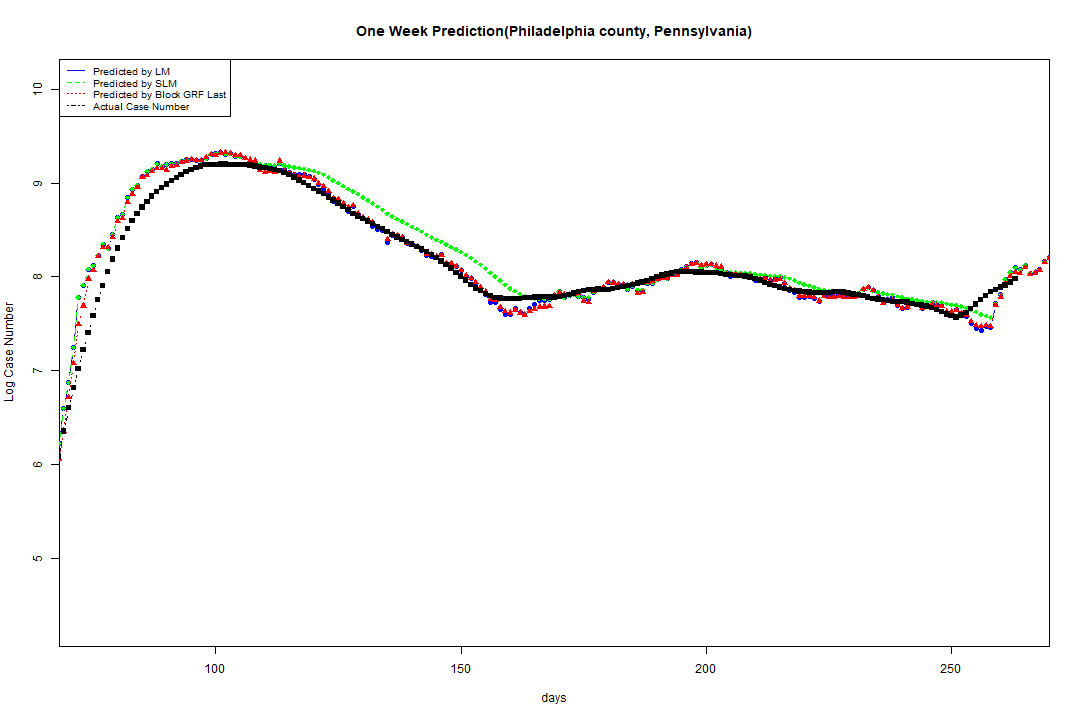 One Week Prediction(Philadelphia county, Pennsylvania)
Predicted by LM
Predicted by SLM
Predicted by Block GRF Last
Actual Case Number
Log Case Number
10
9
8
7
6
5
100 150 200 250
days